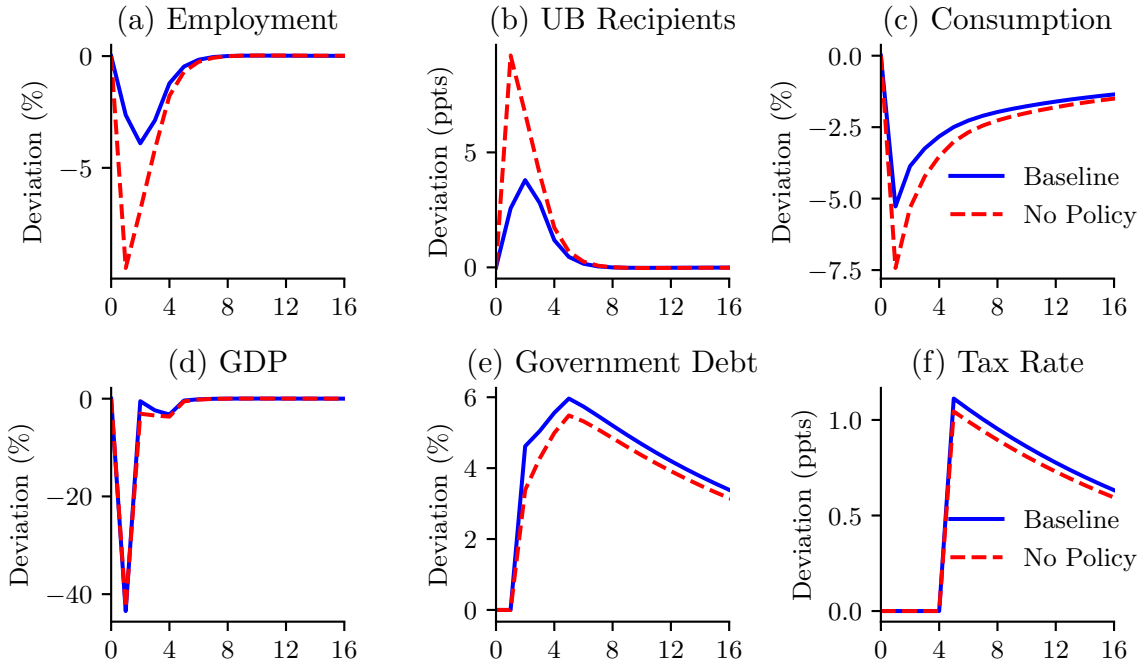 (a) Employment
Deviation (%)
0
−5
0 4 8 12 16
(b) UB Recipients
Deviation (ppts)
5
0
0 4 8 12 16
(c) Consumption
Deviation (%)
0.0
−2.5
−5.0
−7.5
Baseline
No Policy
0 4 8 12 16
(d) GDP
Deviation (%)
0
−20
−40
0 4 8 12 16
(e) Government Debt
Deviation (%)
6
4
2
0
0 4 8 12 16
(f) Tax Rate
Deviation (ppts)
1.0
0.5
0.0
Baseline
No Policy
0 4 8 12 16